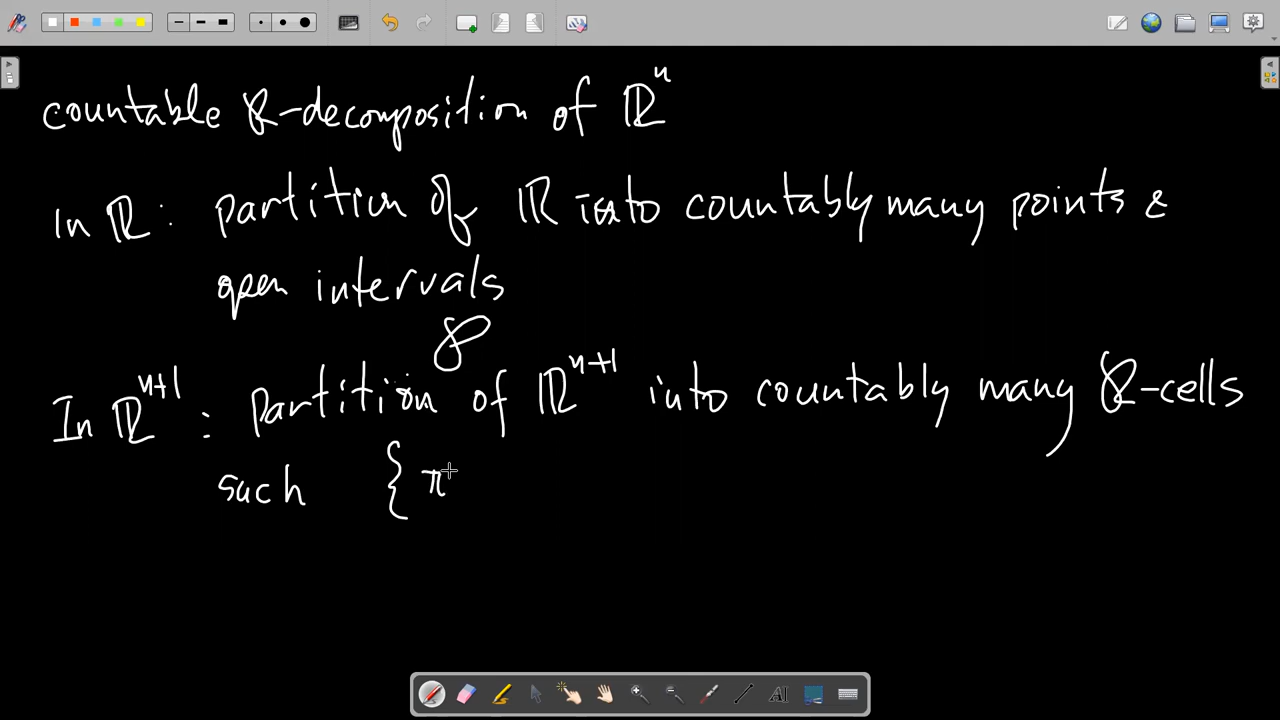 countable R-decomposition of ℝⁿ
In ℝ: partition of ℝ into countably many points &
open intervals
In ℝⁿ⁺¹: Partition P of ℝⁿ⁺¹ into countably many R-cells
such { π